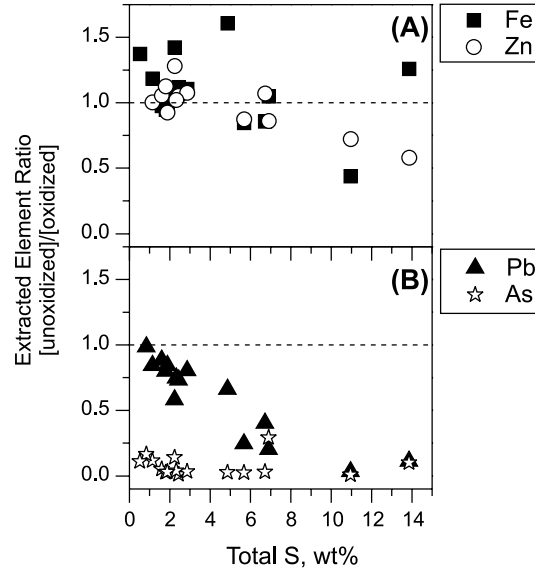 (A)
Fe
Zn
1.5
1.0
0.5
0.0
Extracted Element Ratio
[unoxidized]/[oxidized]
(B)
Pb
As
1.5
1.0
0.5
0.0
0 2 4 6 8 10 12 14
Total S, wt%